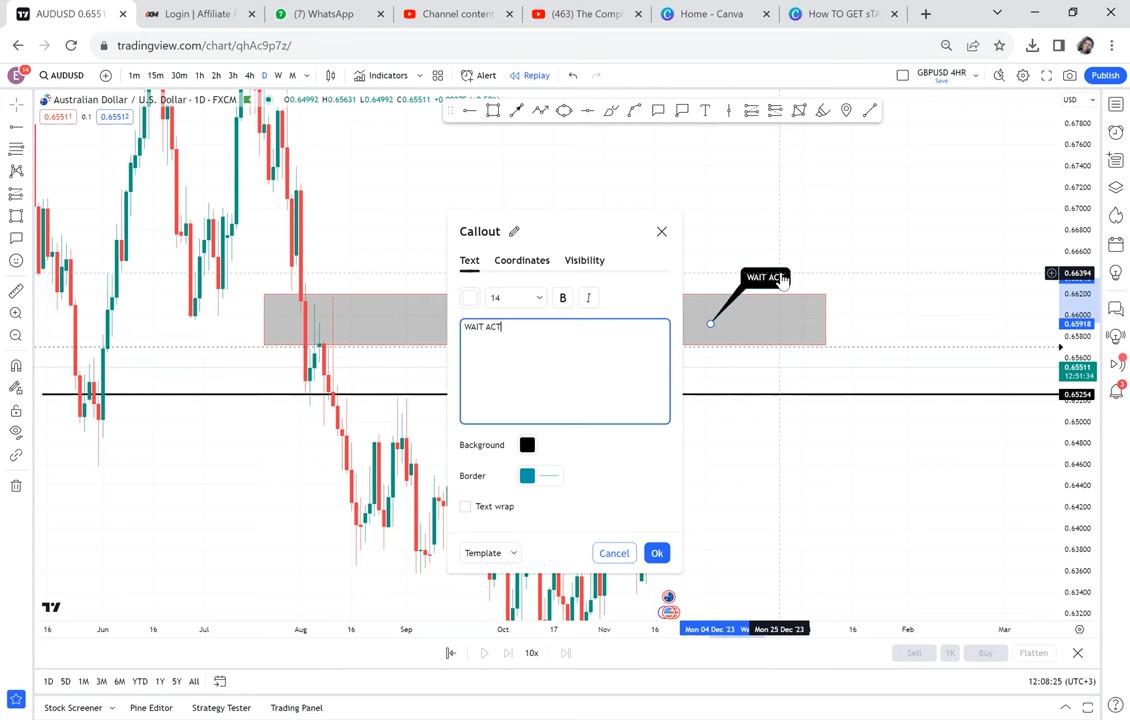 AUDUSD 0.6551
Login | Affiliate F
(7) WhatsApp
Channel content
(463) The Compl
Home - Canva
How TO GET sTA
tradingview.com/chart/qhAc9p7z/
E
14
AUDUSD
1m 15m 30m 1h 2h 3h 4h D W M
Indicators
Alert
Replay
GBPUSD 4HR
Save
Publish
Australian Dollar / U.S. Dollar · 1D · FXCM
O0.64992 H0.65631 L0.64992 C0.65511
0.65511 0.1 0.65512
USD
0.67800
0.67400
0.67000
0.66600
0.66394
0.66200
0.66000
0.65918
0.65800
0.65600
0.65511
12:51:34
0.65254
0.65000
0.64800
0.64600
0.64400
0.64200
0.64000
0.63800
0.63600
0.63400
0.63200
WAIT ACT
Callout
Text Coordinates Visibility
14
B I
WAIT ACT
Background
Border
Text wrap
Template
Cancel
Ok
16 Jun 16 Jul Aug 16 Sep Oct Nov 16 Mon 04 Dec '23 We Mon 25 Dec '23 16 Feb Mar
10x
Sell 1K Buy Flatten
1D 5D 1M 3M 6M YTD 1Y 5Y All
12:08:25 (UTC+3)
Stock Screener Pine Editor Strategy Tester Trading Panel
3